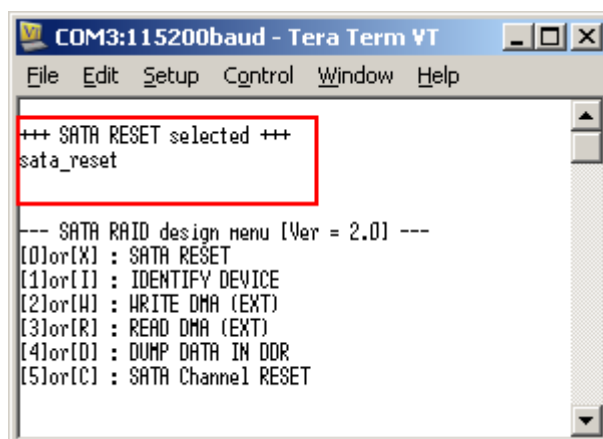 COM3:115200baud - Tera Term VT
File Edit Setup Control Window Help
+++ SATA RESET selected +++
sata_reset
--- SATA RAID design menu [Ver = 2.0] ---
[0]or[X] : SATA RESET
[1]or[I] : IDENTIFY DEVICE
[2]or[W] : WRITE DMA (EXT)
[3]or[R] : READ DMA (EXT)
[4]or[D] : DUMP DATA IN DDR
[5]or[C] : SATA Channel RESET